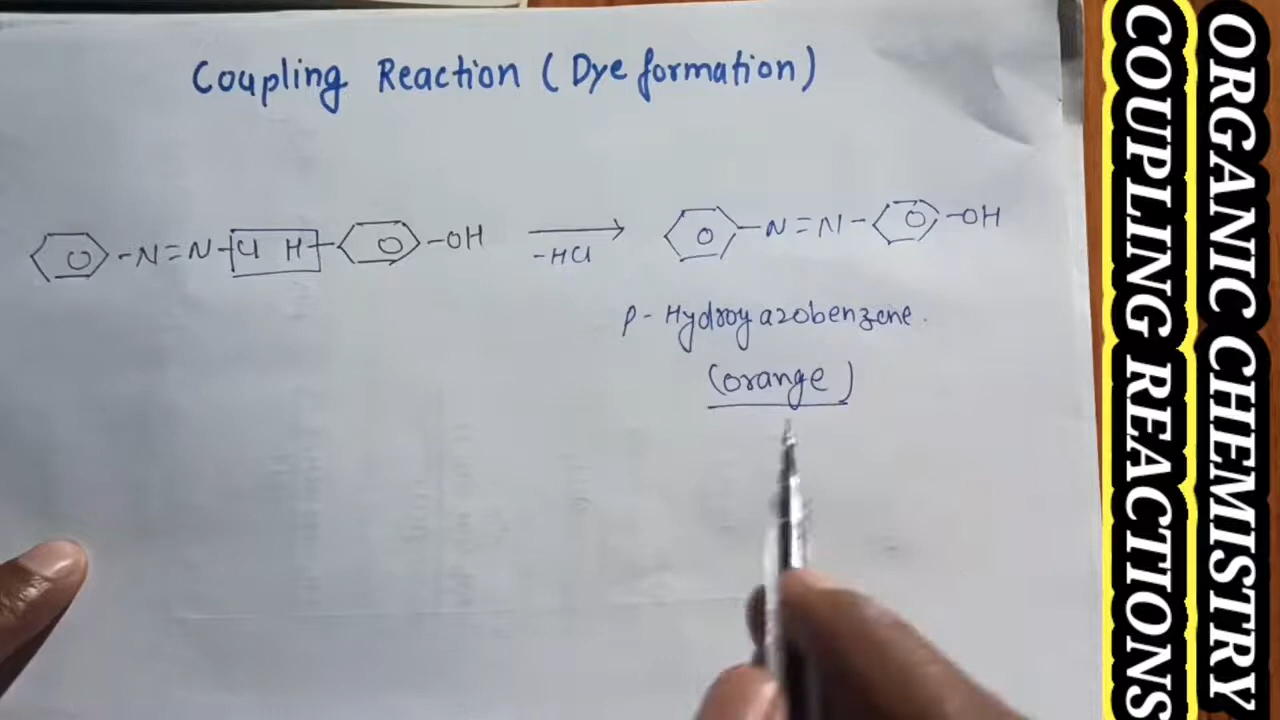 Coupling Reaction (Dye formation)
-N=N-Cl H- -OH -HCl -N=N- -OH
p-Hydroyazobenzene.
(orange)
ORGANIC CHEMISTRY
COUPLING REACTIONS